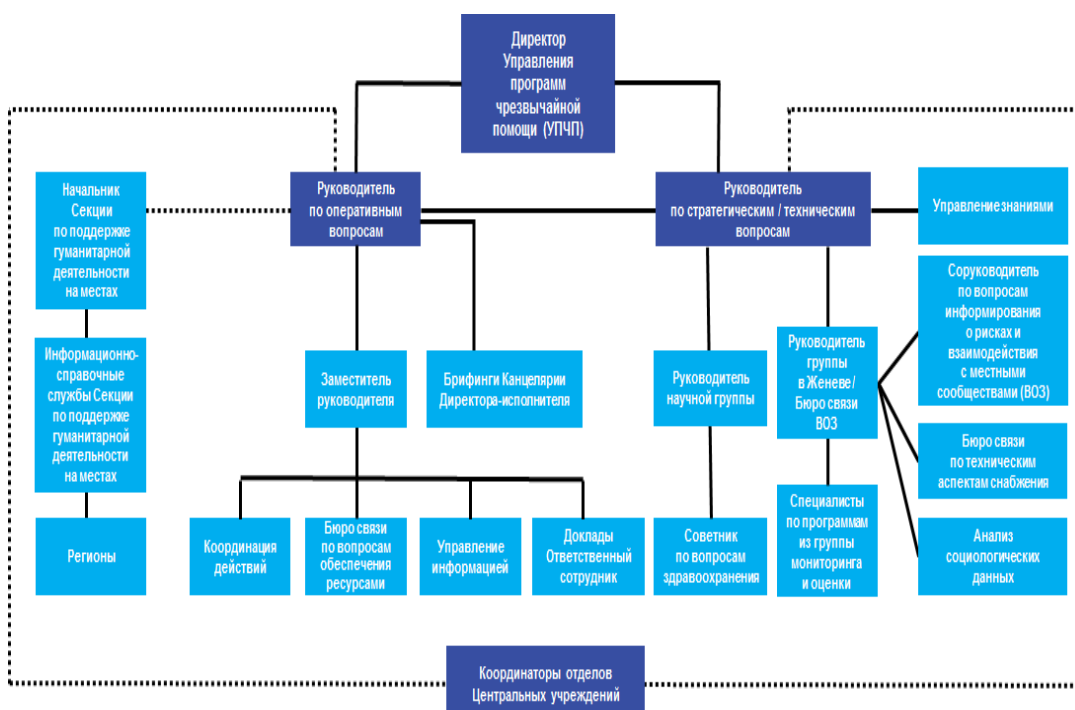 Директор
Управления
программ
чрезвычайной
помощи (УПЧП)
Начальник
Секции
по поддержке
гуманитарной
деятельности
на местах
Руководитель
по оперативным
вопросам
Руководитель
по стратегическим / техническим
вопросам
Управление знаниями
Информационно-
справочные
службы Секции
по поддержке
гуманитарной
деятельности
на местах
Заместитель
руководителя
Брифинги Канцелярии
Директора-исполнителя
Руководитель
научной группы
Руководитель
группы
в Женеве /
Бюро связи
ВОЗ
Соруководитель
по вопросам
информирования
о рисках и
взаимодействия
с местными
сообществами (ВОЗ)
Бюро связи
по техническим
аспектам снабжения
Регионы
Координация
действий
Бюро связи
по вопросам
обеспечения
ресурсами
Управление
информацией
Доклады
Ответственный
сотрудник
Советник
по вопросам
здравоохранения
Специалисты
по программам
из группы
мониторинга
и оценки
Анализ
социологических
данных
Координаторы отделов
Центральных учреждений